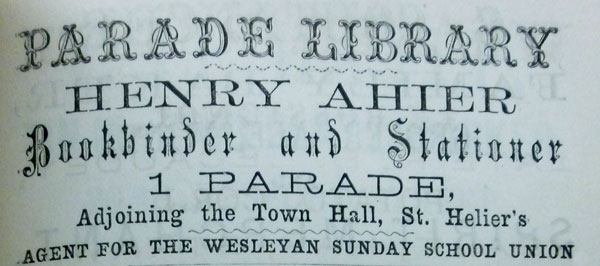 PARADE LIBRARY
HENRY AHIER
Bookbinder and Stationer
1 PARADE,
Adjoining the Town Hall, St. Helier's
AGENT FOR THE WESLEYAN SUNDAY SCHOOL UNION